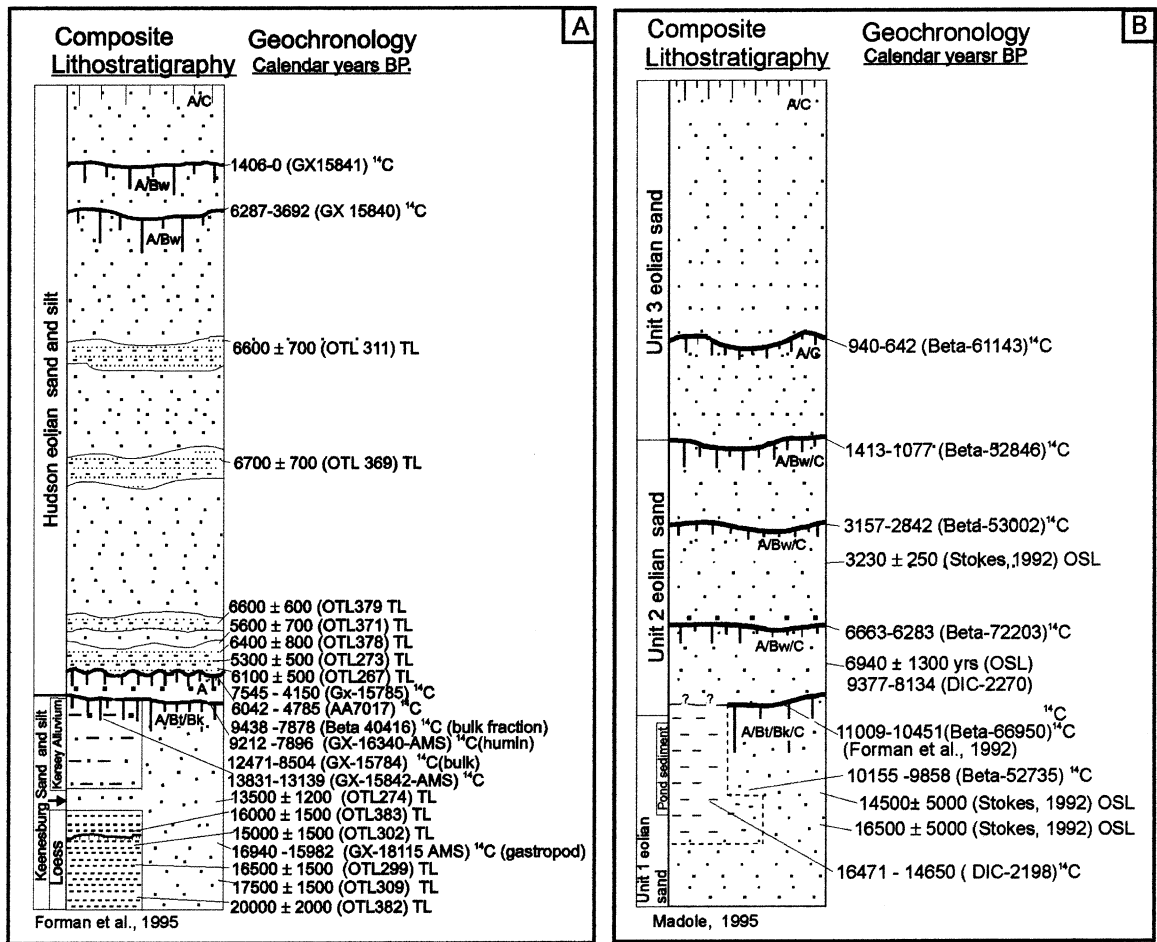 A
Composite
Lithostratigraphy
Geochronology
Calendar years BP.
Hudson eolian sand and silt
Keenesburg Sand and silt
Kersey Alluvium
Loess
A/C
1406-0 (GX15841) ¹⁴C
A/Bw
6287-3692 (GX 15840) ¹⁴C
A/Bw
6600 ± 700 (OTL 311) TL
6700 ± 700 (OTL 369) TL
6600 ± 600 (OTL379 TL
5600 ± 700 (OTL371) TL
6400 ± 800 (OTL378) TL
5300 ± 500 (OTL273) TL
6100 ± 500 (OTL267) TL
A
7545 - 4150 (Gx-15785) ¹⁴C
6042 - 4785 (AA7017) ¹⁴C
A/Bt/Bk
9438 -7878 (Beta 40416) ¹⁴C (bulk fraction)
9212 -7896 (GX-16340-AMS) ¹⁴C(humin)
12471-8504 (GX-15784) ¹⁴C(bulk)
13831-13139 (GX-15842-AMS) ¹⁴C
13500 ± 1200 (OTL274) TL
16000 ± 1500 (OTL383) TL
15000 ± 1500 (OTL302) TL
16940 -15982 (GX-18115 AMS) ¹⁴C (gastropod)
16500 ± 1500 (OTL299) TL
17500 ± 1500 (OTL309) TL
20000 ± 2000 (OTL382) TL
Forman et al., 1995
B
Composite
Lithostratigraphy
Geochronology
Calendar yearsr BP
Unit 3 eolian sand
Unit 2 eolian sand
Unit 1 eolian
sand
Pond sediment
A/C
940-642 (Beta-61143)¹⁴C
A/C
1413-1077 (Beta-52846)¹⁴C
A/Bw/C
3157-2842 (Beta-53002)¹⁴C
A/Bw/C
3230 ± 250 (Stokes, 1992) OSL
6663-6283 (Beta-72203)¹⁴C
A/Bw/C
6940 ± 1300 yrs (OSL)
9377-8134 (DIC-2270)
¹⁴C
? ?
A/Bt/Bk/C
11009-10451(Beta-66950)¹⁴C
(Forman et al., 1992)
10155 -9858 (Beta-52735) ¹⁴C
14500± 5000 (Stokes, 1992) OSL
16500 ± 5000 (Stokes, 1992) OSL
16471 - 14650 ( DIC-2198)¹⁴C
Madole, 1995